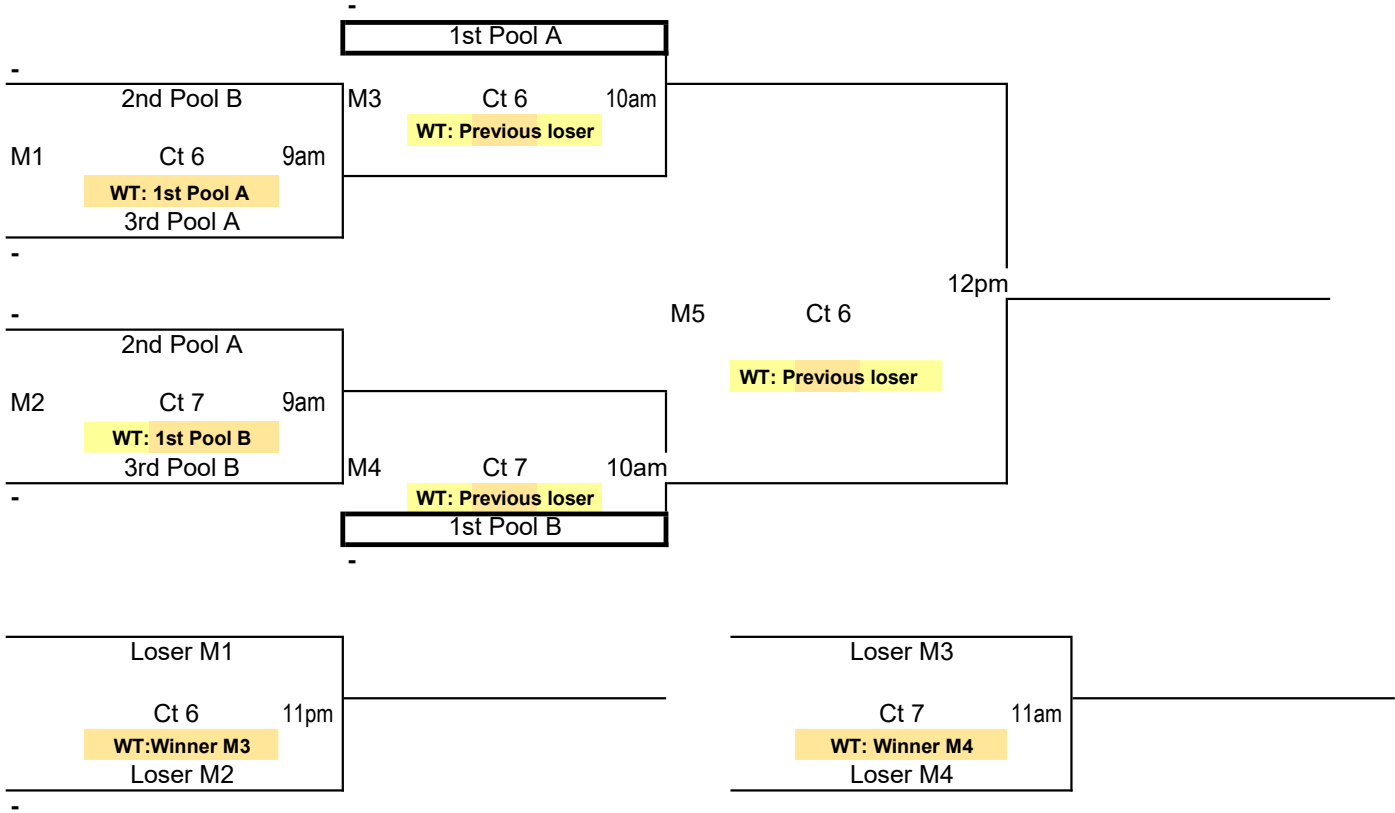 -
1st Pool A
-
2nd Pool B
M3 Ct 6 10am
WT: Previous loser
M1 Ct 6 9am
WT: 1st Pool A
3rd Pool A
-
12pm
-
M5 Ct 6
2nd Pool A
WT: Previous loser
M2 Ct 7 9am
WT: 1st Pool B
3rd Pool B
M4 Ct 7 10am
-
WT: Previous loser
1st Pool B
-
Loser M1
Ct 6 11pm
WT:Winner M3
Loser M2
-
Loser M3
Ct 7 11am
WT: Winner M4
Loser M4